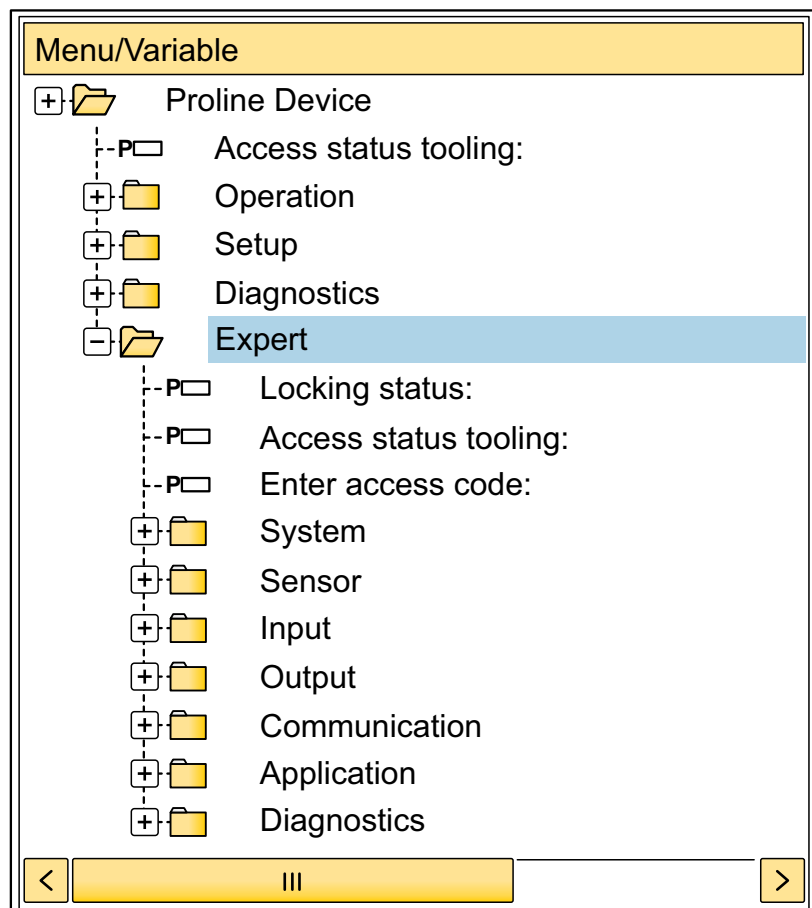 Menu/Variable
Proline Device
P Access status tooling:
Operation
Setup
Diagnostics
Expert
P Locking status:
P Access status tooling:
P Enter access code:
System
Sensor
Input
Output
Communication
Application
Diagnostics